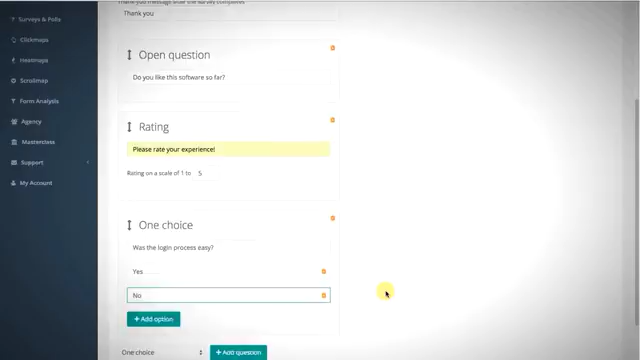 Thank you message after the survey completes
Thank you
Surveys & Polls
Clickmaps
Heatmaps
Scrollmap
Form Analysis
Agency
Masterclass
Support
My Account
Open question
Do you like this software so far?
Rating
Please rate your experience!
Rating on a scale of 1 to 5
One choice
Was the login process easy?
Yes
No
+ Add option
One choice
+ Add question